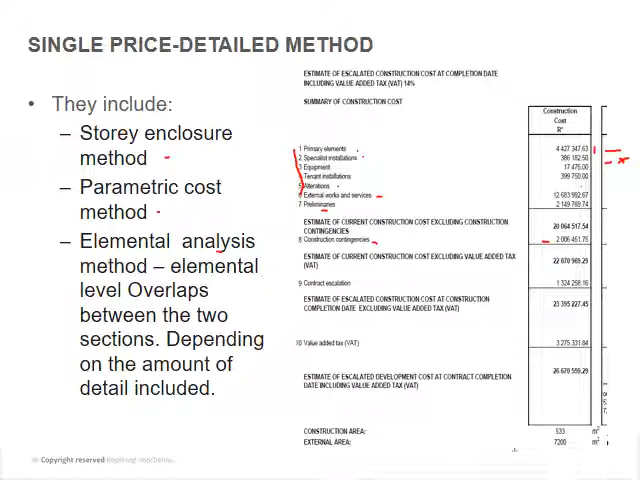 SINGLE PRICE-DETAILED METHOD
• They include:
– Storey enclosure
method
– Parametric cost
method
– Elemental analysis
method – elemental
level Overlaps
between the two
sections. Depending
on the amount of
detail included.
ESTIMATE OF ESCALATED CONSTRUCTION COST AT COMPLETION DATE
INCLUDING VALUE ADDED TAX (VAT) 14%
SUMMARY OF CONSTRUCTION COST
Construction
Cost
R'
1 Primary elements 4 427 347.63
2 Specialist installations 386 182.50
3 Equipment 17 475.00
4 Tenant installations 399 750.00
5 Alterations -
6 External works and services 12 683 992.67
7 Preliminaries 2 149 769.74
ESTIMATE OF CURRENT CONSTRUCTION COST EXCLUDING CONSTRUCTION
CONTINGENCIES 20 064 517.54
8 Construction contingencies 2 006 451.75
ESTIMATE OF CURRENT CONSTRUCTION COST EXCLUDING VALUE ADDED TAX
(VAT) 22 070 969.29
9 Contract escalation 1 324 258.16
ESTIMATE OF ESCALATED CONSTRUCTION COST AT CONSTRUCTION
COMPLETION DATE EXCLUDING VALUE ADDED TAX (VAT) 23 395 227.45
10 Value added tax (VAT) 3 275 331.84
ESTIMATE OF ESCALATED DEVELOPMENT COST AT CONTRACT COMPLETION
DATE INCLUDING VALUE ADDED TAX (VAT) 26 670 559.29
CONSTRUCTION AREA: 533 m²
EXTERNAL AREA: 7200 m²
Copyright reserved